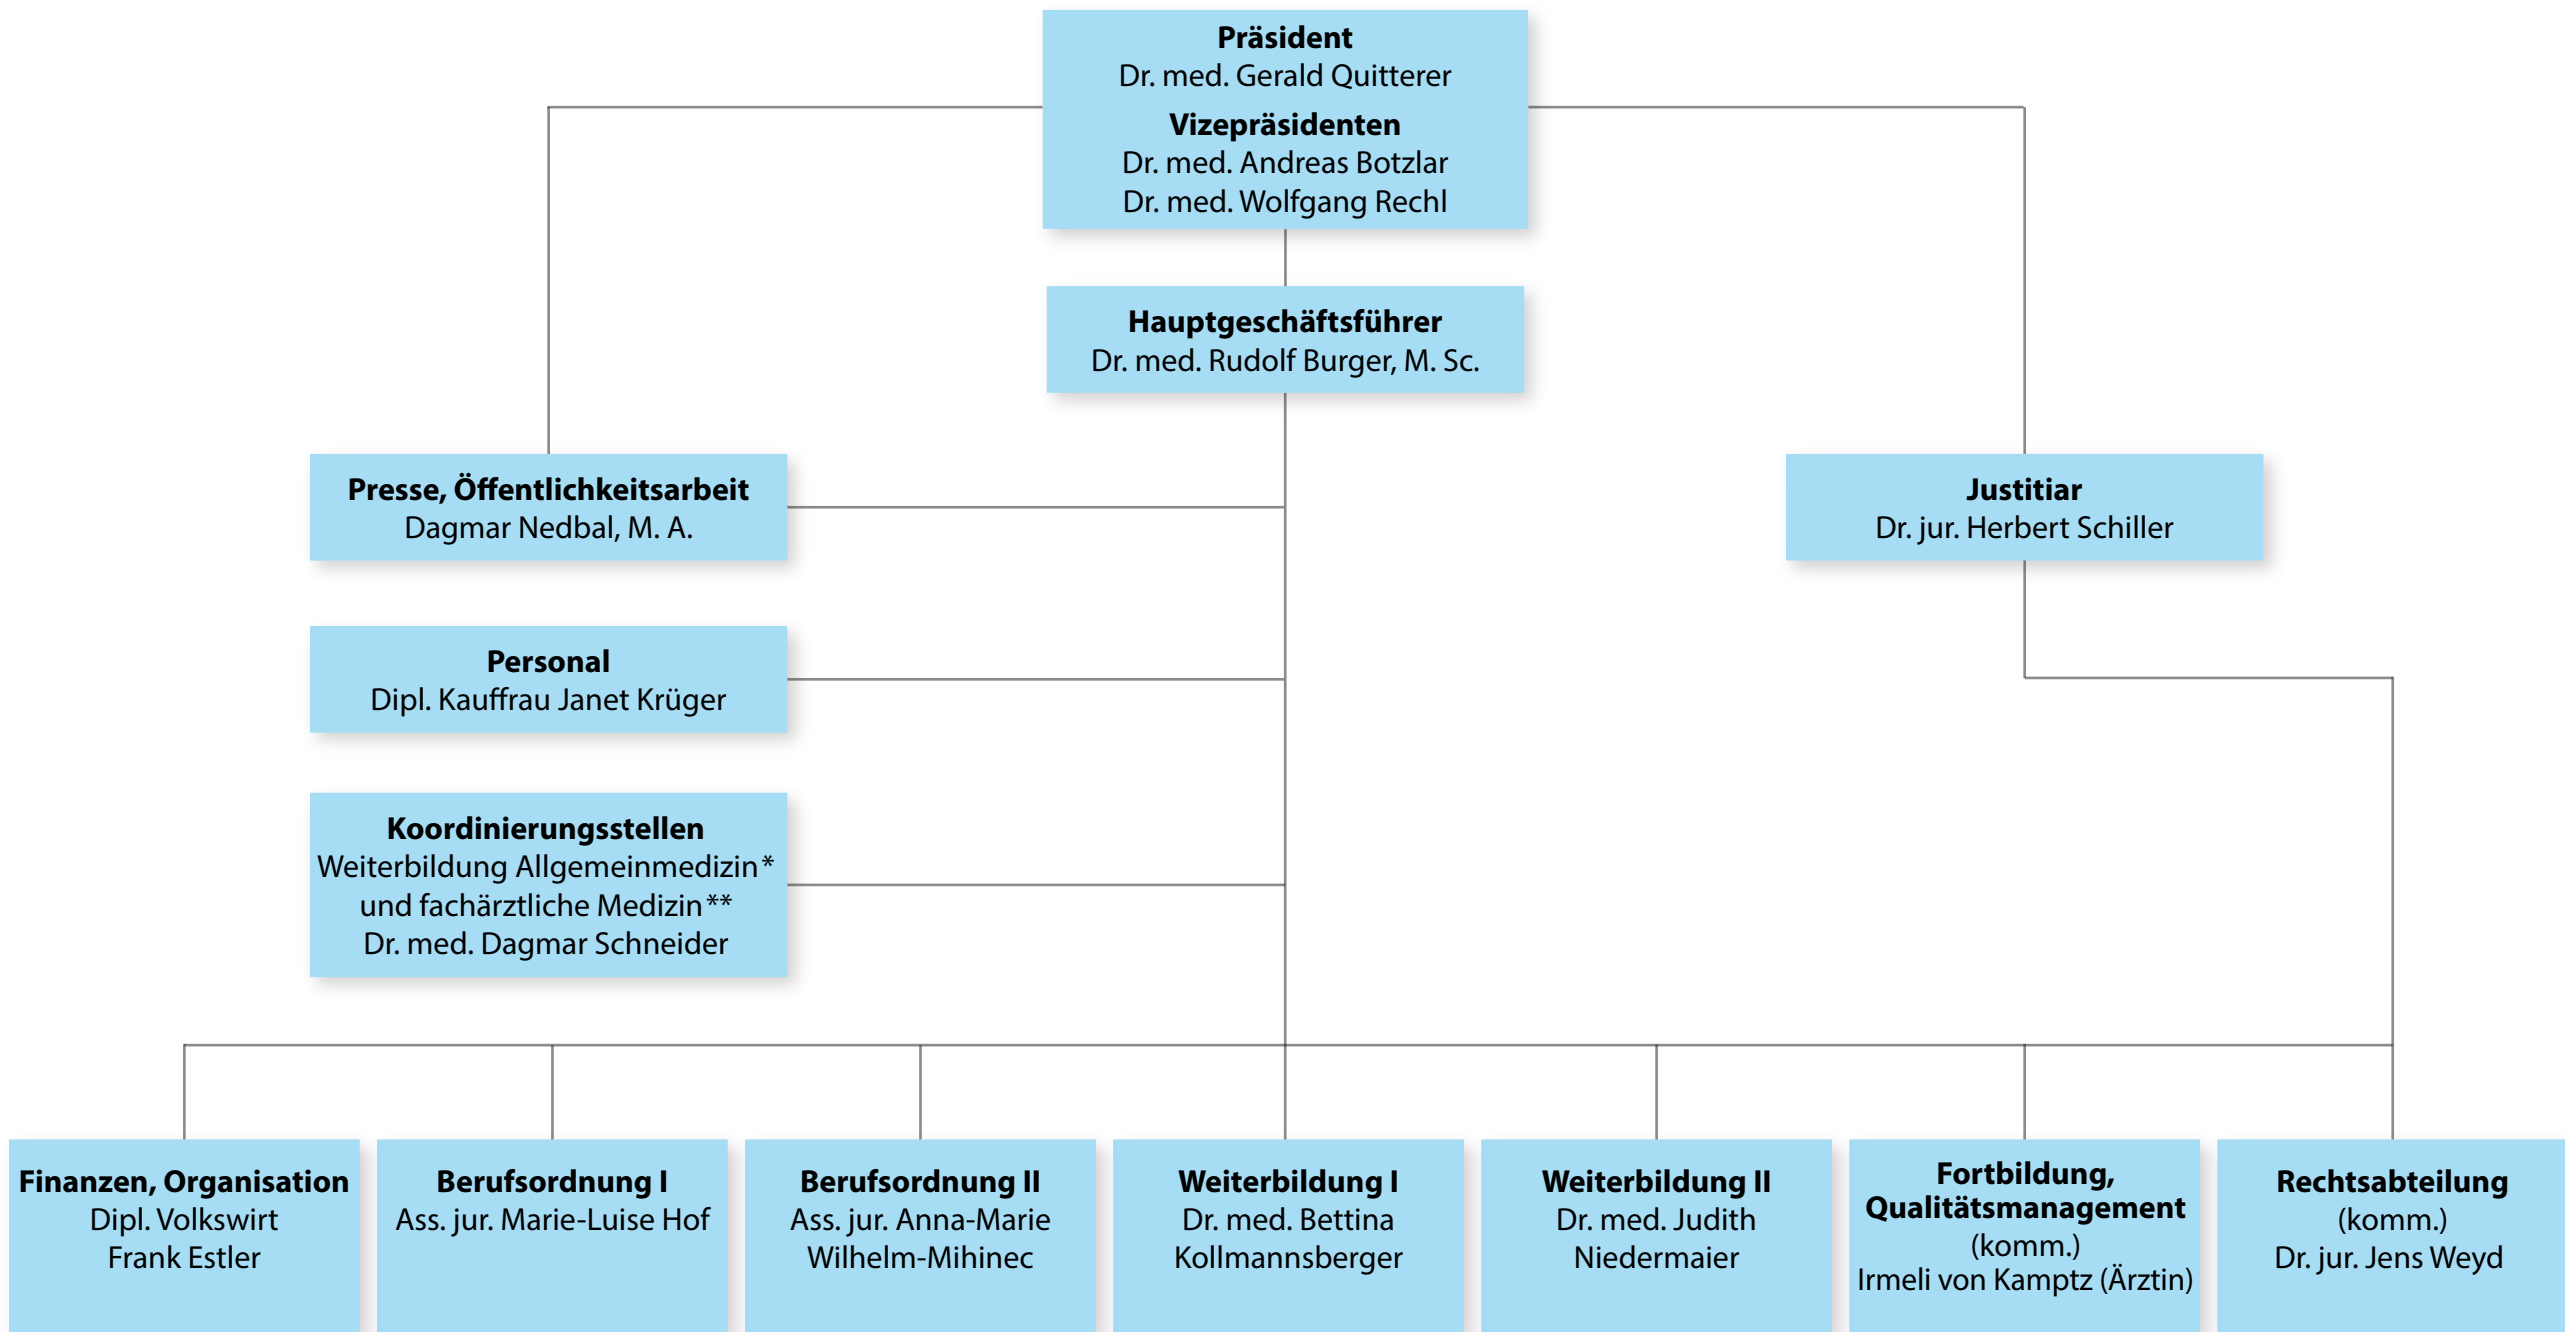 Präsident
Dr. med. Gerald Quitterer
Vizepräsidenten
Dr. med. Andreas Botzlar
Dr. med. Wolfgang Rechl
Hauptgeschäftsführer
Dr. med. Rudolf Burger, M. Sc.
Presse, Öffentlichkeitsarbeit
Dagmar Nedbal, M. A.
Justitiar
Dr. jur. Herbert Schiller
Personal
Dipl. Kauffrau Janet Krüger
Koordinierungsstellen
Weiterbildung Allgemeinmedizin*
und fachärztliche Medizin**
Dr. med. Dagmar Schneider
Finanzen, Organisation
Dipl. Volkswirt
Frank Estler
Berufsordnung I
Ass. jur. Marie-Luise Hof
Berufsordnung II
Ass. jur. Anna-Marie
Wilhelm-Mihinec
Weiterbildung I
Dr. med. Bettina
Kollmannsberger
Weiterbildung II
Dr. med. Judith
Niedermaier
Fortbildung,
Qualitätsmanagement
(komm.)
Irmeli von Kamptz (Ärztin)
Rechtsabteilung
(komm.)
Dr. jur. Jens Weyd